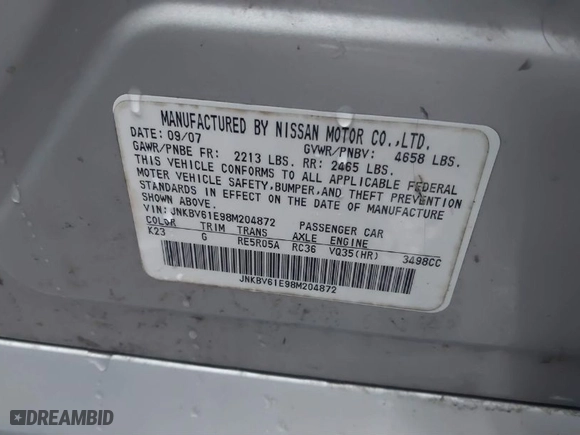 MANUFACTURED BY NISSAN MOTOR CO.,LTD.
DATE: 09/07 GVWR/PNBV: 4658 LBS.
GAWR/PNBE FR: 2213 LBS. RR: 2465 LBS.
THIS VEHICLE CONFORMS TO ALL APPLICABLE FEDERAL
MOTOR VEHICLE SAFETY, BUMPER, AND THEFT PREVENTION
STANDARDS IN EFFECT ON THE DATE OF MANUFACTURE
SHOWN ABOVE.
VIN: JNKBV61E98M204872 PASSENGER CAR
COLOR TRIM TRANS AXLE ENGINE
K23 G RE5R05A RC36 VQ35(HR) 3498CC
JNKBV61E98M204872
DREAMBID